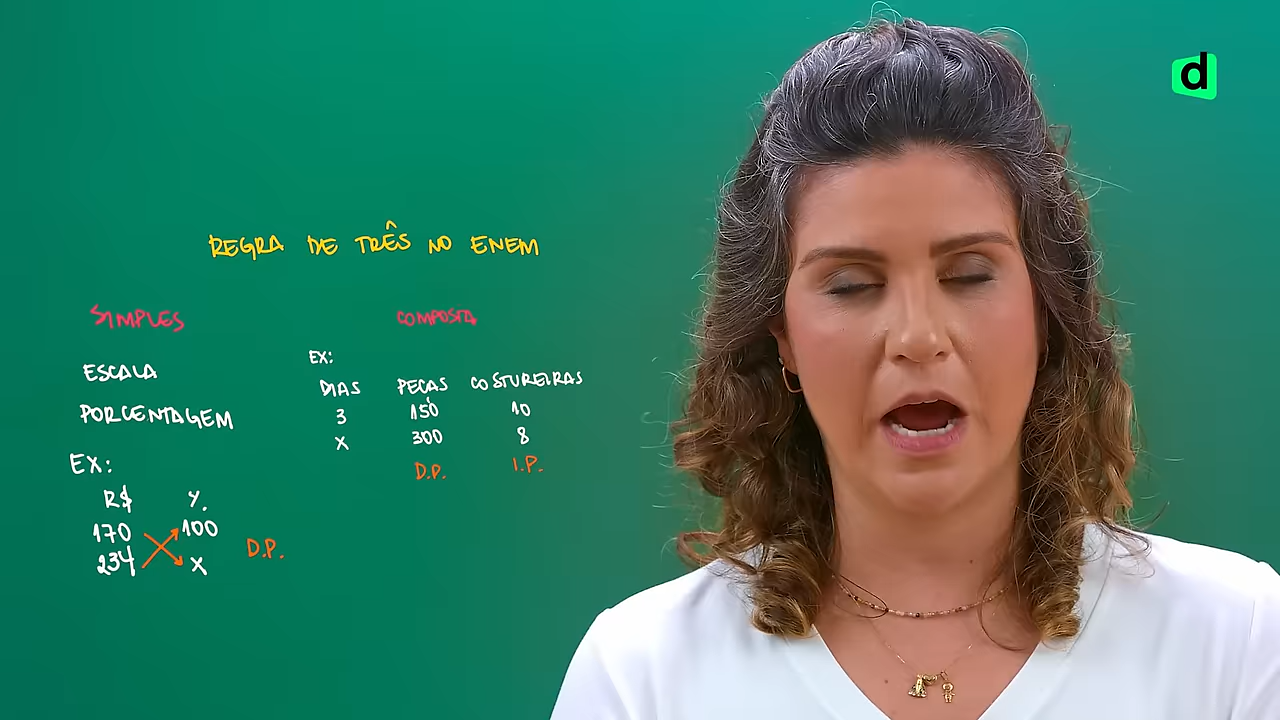 REGRA DE TRÊS NO ENEM
SIMPLES
ESCALA
PORCENTAGEM
EX:
R$ %
170 100
234 X
D.P.
COMPOSTA
EX:
DIAS PEÇAS COSTUREIRAS
3 150 10
X 300 8
D.P. I.P.
d